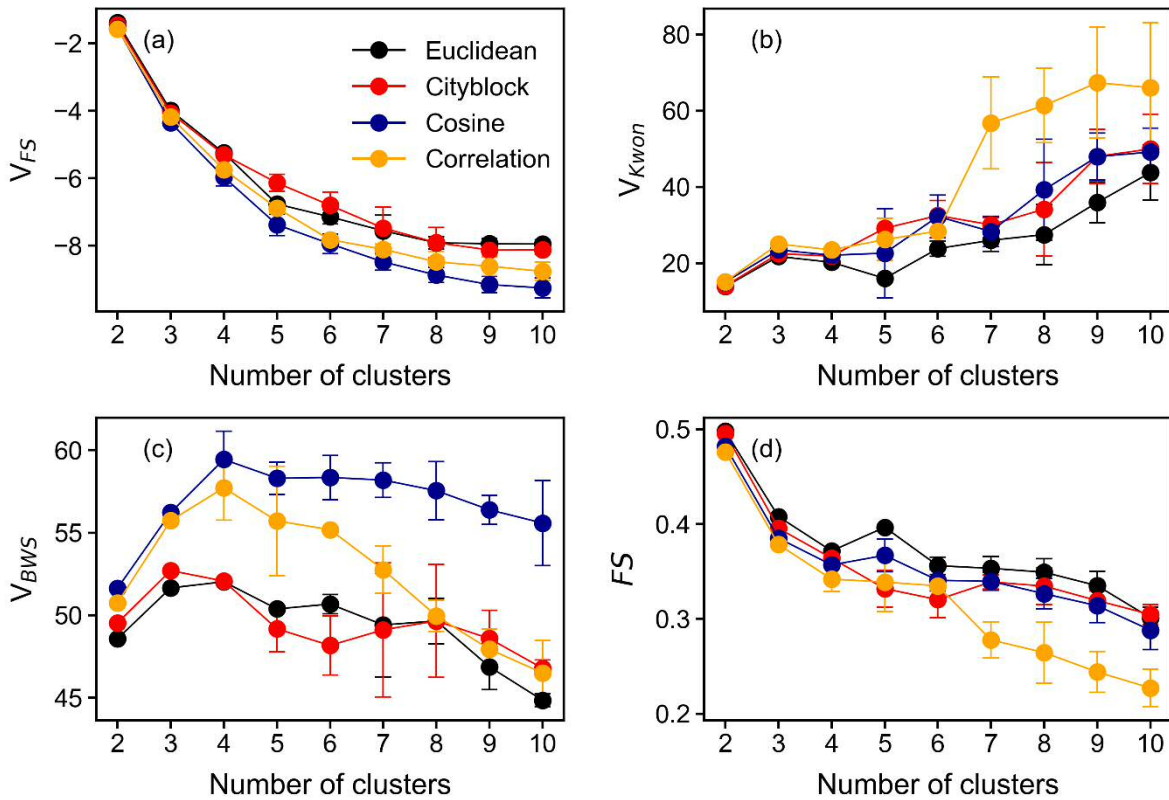 (a)
Euclidean
Cityblock
Cosine
Correlation
−2
−4
−6
−8
V_FS
2 3 4 5 6 7 8 9 10
Number of clusters
(b)
80
60
40
20
V_Kwon
2 3 4 5 6 7 8 9 10
Number of clusters
(c)
60
55
50
45
V_BWS
2 3 4 5 6 7 8 9 10
Number of clusters
(d)
0.5
0.4
0.3
0.2
FS
2 3 4 5 6 7 8 9 10
Number of clusters